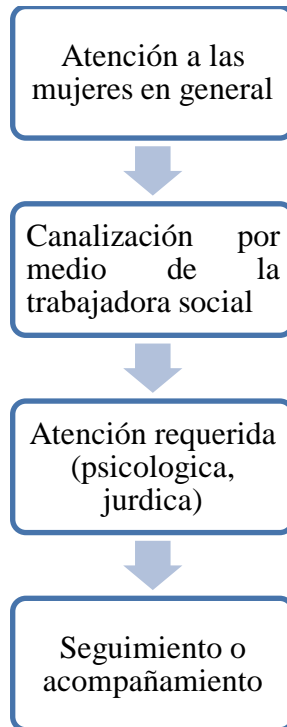 Atención a las
mujeres en general
Canalización por
medio de la
trabajadora social
Atención requerida
(psicologica,
jurdica)
Seguimiento o
acompañamiento